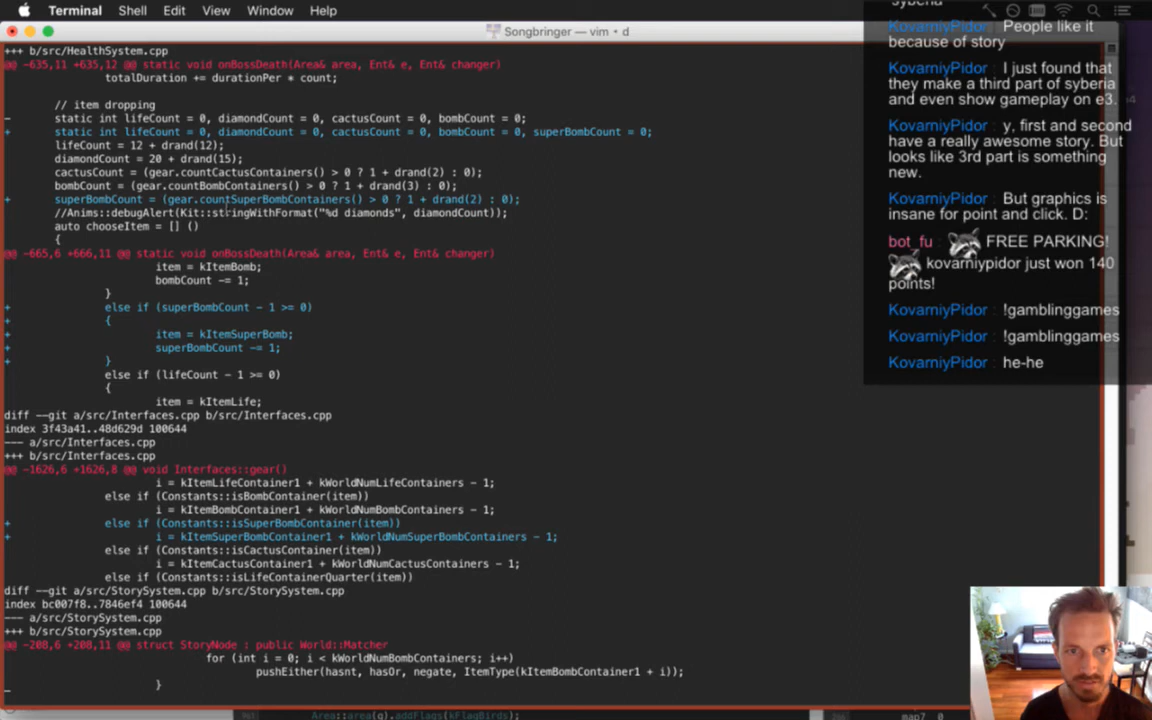 Terminal Shell Edit View Window Help
Songbringer — vim • d
+++ b/src/HealthSystem.cpp
@@ -635,11 +635,12 @@ static void onBossDeath(Area& area, Ent& e, Ent& changer)
totalDuration += durationPer * count;
// item dropping
- static int lifeCount = 0, diamondCount = 0, cactusCount = 0, bombCount = 0;
+ static int lifeCount = 0, diamondCount = 0, cactusCount = 0, bombCount = 0, superBombCount = 0;
lifeCount = 12 + drand(12);
diamondCount = 20 + drand(15);
cactusCount = (gear.countCactusContainers() > 0 ? 1 + drand(2) : 0);
bombCount = (gear.countBombContainers() > 0 ? 1 + drand(3) : 0);
+ superBombCount = (gear.countSuperBombContainers() > 0 ? 1 + drand(2) : 0);
//Anims::debugAlert(Kit::stringWithFormat("%d diamonds", diamondCount));
auto chooseItem = [] ()
{
@@ -665,6 +666,11 @@ static void onBossDeath(Area& area, Ent& e, Ent& changer)
item = kItemBomb;
bombCount -= 1;
}
+ else if (superBombCount - 1 >= 0)
+ {
+ item = kItemSuperBomb;
+ superBombCount -= 1;
+ }
else if (lifeCount - 1 >= 0)
{
item = kItemLife;
diff --git a/src/Interfaces.cpp b/src/Interfaces.cpp
index 3f43a41..48d629d 100644
--- a/src/Interfaces.cpp
+++ b/src/Interfaces.cpp
@@ -1626,6 +1626,8 @@ void Interfaces::gear()
i = kItemLifeContainer1 + kWorldNumLifeContainers - 1;
else if (Constants::isBombContainer(item))
i = kItemBombContainer1 + kWorldNumBombContainers - 1;
+ else if (Constants::isSuperBombContainer(item))
+ i = kItemSuperBombContainer1 + kWorldNumSuperBombContainers - 1;
else if (Constants::isCactusContainer(item))
i = kItemCactusContainer1 + kWorldNumCactusContainers - 1;
else if (Constants::isLifeContainerQuarter(item))
diff --git a/src/StorySystem.cpp b/src/StorySystem.cpp
index bc007f8..7846ef4 100644
--- a/src/StorySystem.cpp
+++ b/src/StorySystem.cpp
@@ -208,6 +208,11 @@ struct StoryNode : public World::Matcher
for (int i = 0; i < kWorldNumBombContainers; i++)
pushEither(hasnt, hasOr, negate, ItemType(kItemBombContainer1 + i));
}
Area::area(g).addFlags(kFlagBirds);
map7 0
syberia
KovarniyPidor : People like it
because of story
KovarniyPidor : I just found that
they make a third part of syberia
and even show gameplay on e3.
KovarniyPidor : y, first and second
have a really awesome story. But
looks like 3rd part is something
new.
KovarniyPidor : But graphics is
insane for point and click. D:
bot_fu : FREE PARKING!
kovarniypidor just won 140
points!
KovarniyPidor : !gamblinggames
KovarniyPidor : !gamblinggames
KovarniyPidor : he-he